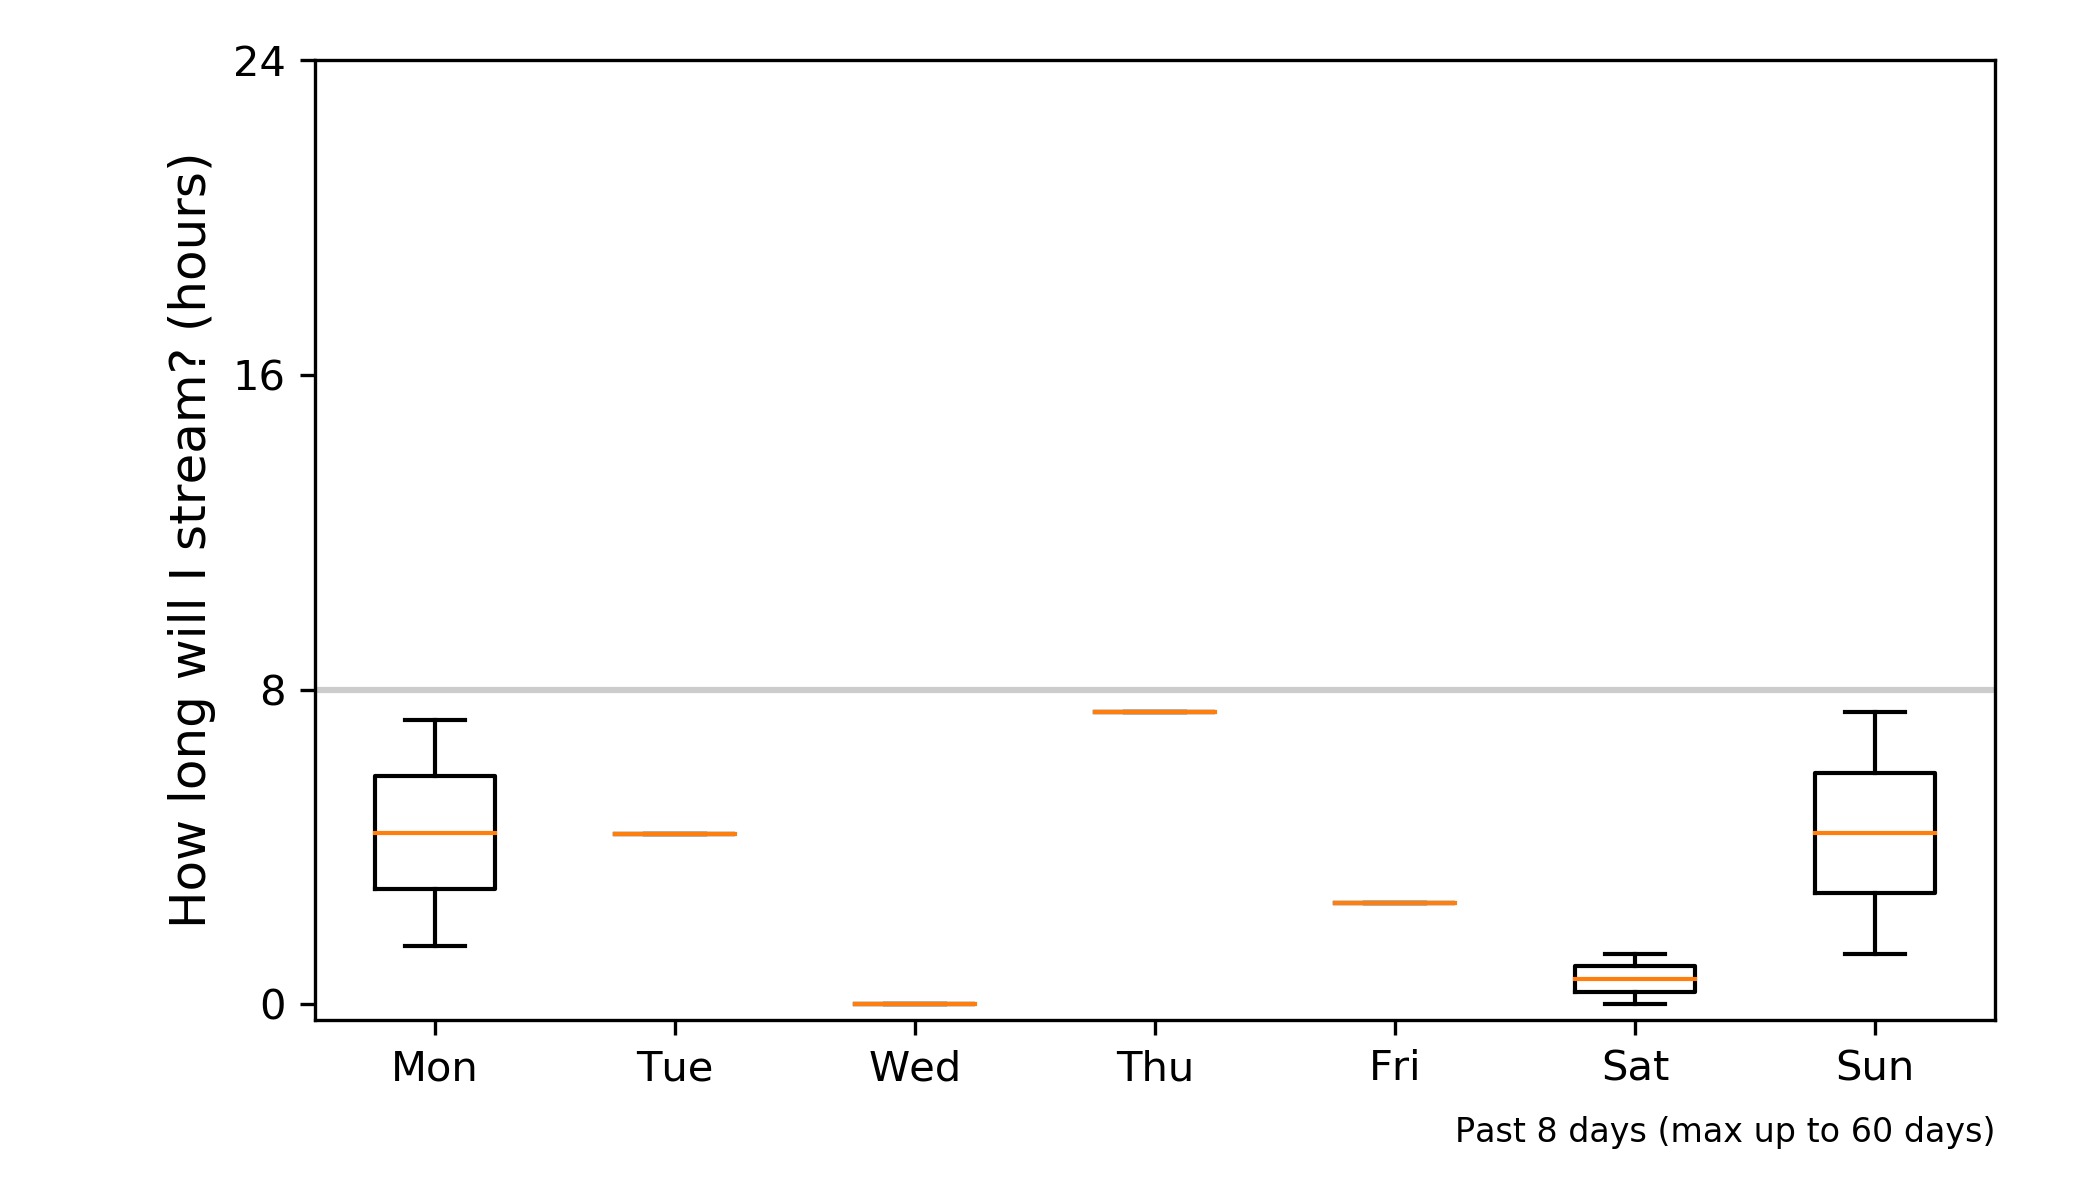 How long will I stream? (hours)
24
16
8
0
Mon Tue Wed Thu Fri Sat Sun
Past 8 days (max up to 60 days)